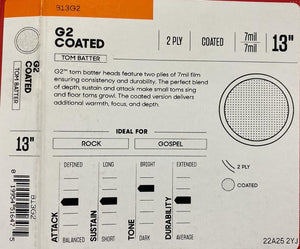 B13G2
G2
COATED
TOM BATTER
2 PLY
COATED
7mil
7mil
13"
G2™ tom batter heads feature two plies of 7mil film
ensuring consistency and durability. The perfect blend
of depth, sustain and attack make small toms sing
and floor toms growl. The coated version delivers
additional warmth, focus, and depth.
IDEAL FOR
ROCK
GOSPEL
DEFINED
LONG
BRIGHT
EXTENDED
ATTACK
SUSTAIN
TONE
DURABILITY
BALANCED
SHORT
DARK
AVERAGE
2 PLY
COATED
22A25 2YJ
G2
COATED
TOM BATTER
13"
B13G2